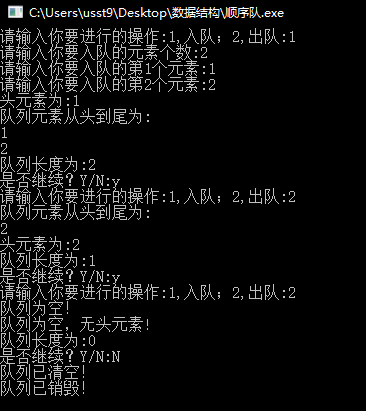 C:\Users\usst9\Desktop\数据结构\顺序队.exe
请输入你要进行的操作:1,入队；2,出队:1
请输入你要入队的元素个数:2
请输入你要入队的第1个元素:1
请输入你要入队的第2个元素:2
头元素为:1
队列元素从头到尾为:
1
2
队列长度为:2
是否继续？Y/N:y
请输入你要进行的操作:1,入队；2,出队:2
队列元素从头到尾为:
2
头元素为:2
队列长度为:1
是否继续？Y/N:y
请输入你要进行的操作:1,入队；2,出队:2
队列为空!
队列为空，无头元素!
队列长度为:0
是否继续？Y/N:N
队列已清空!
队列已销毁!